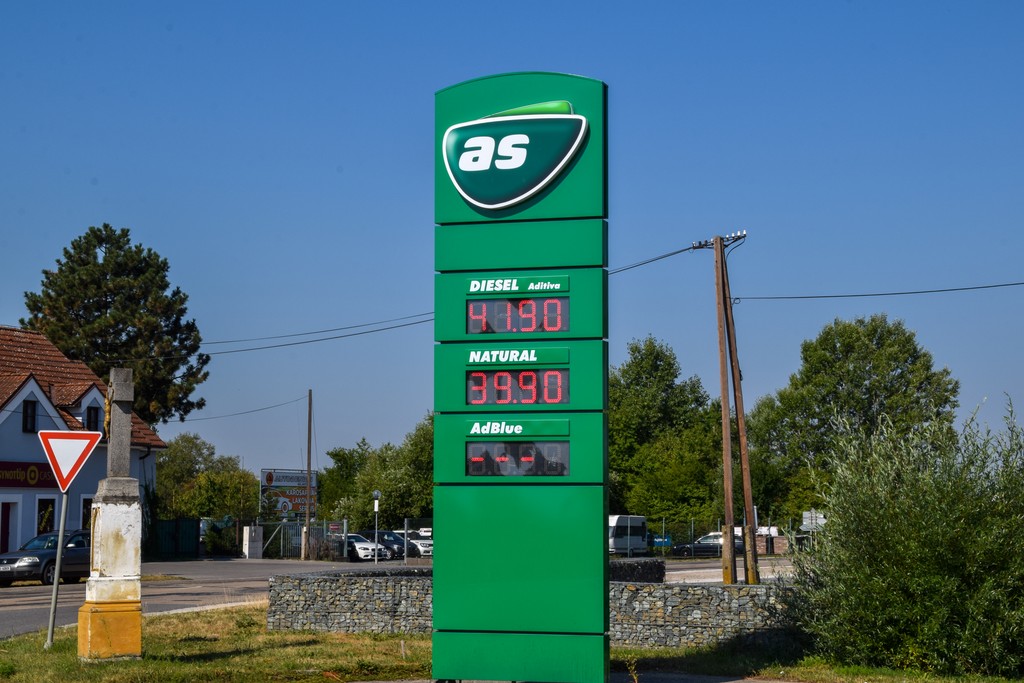 as
DIESEL Aditiva
41.90
NATURAL
39.90
AdBlue
- - -